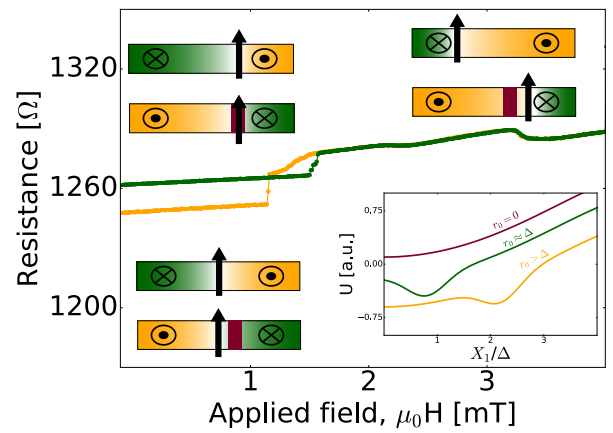 Resistance [Ω]
1320
1260
1200
1
2
3
Applied field, μ₀H [mT]
U [a.u.]
0.75
0.00
−0.75
r₀ = 0
r₀ ≈ Δ
r₀ > Δ
1
2
3
X₁/Δ